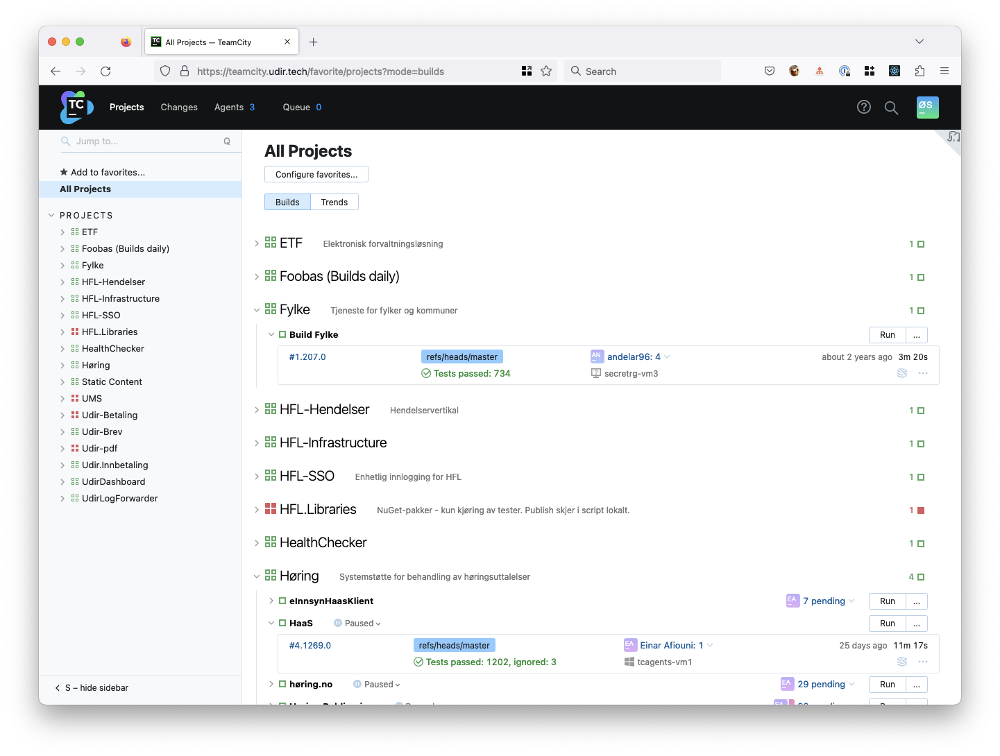 All Projects — TeamCity
https://teamcity.udir.tech/favorite/projects?mode=builds
Search
TC
Projects
Changes
Agents 3
Queue 0
ØS
Jump to...
Q
Add to favorites...
All Projects
PROJECTS
ETF
Foobas (Builds daily)
Fylke
HFL-Hendelser
HFL-Infrastructure
HFL-SSO
HFL.Libraries
HealthChecker
Høring
Static Content
UMS
Udir-Betaling
Udir-Brev
Udir-pdf
Udir.Innbetaling
UdirDashboard
UdirLogForwarder
S – hide sidebar
All Projects
Configure favorites...
Builds
Trends
ETF Elektronisk forvaltningsløsning 1
Foobas (Builds daily) 1
Fylke Tjeneste for fylker og kommuner 1
Build Fylke Run ...
#1.207.0 refs/heads/master AN andelar96: 4 about 2 years ago 3m 20s
Tests passed: 734 secretrg-vm3
HFL-Hendelser Hendelservertikal 1
HFL-Infrastructure 1
HFL-SSO Enhetlig innlogging for HFL 1
HFL.Libraries NuGet-pakker - kun kjøring av tester. Publish skjer i script lokalt. 1
HealthChecker 1
Høring Systemstøtte for behandling av høringsuttalelser 4
eInnsynHaasKlient EA 7 pending Run ...
HaaS Paused Run ...
#4.1269.0 refs/heads/master EA Einar Afiouni: 1 25 days ago 11m 17s
Tests passed: 1202, ignored: 3 tcagents-vm1
høring.no Paused EA 29 pending Run ...